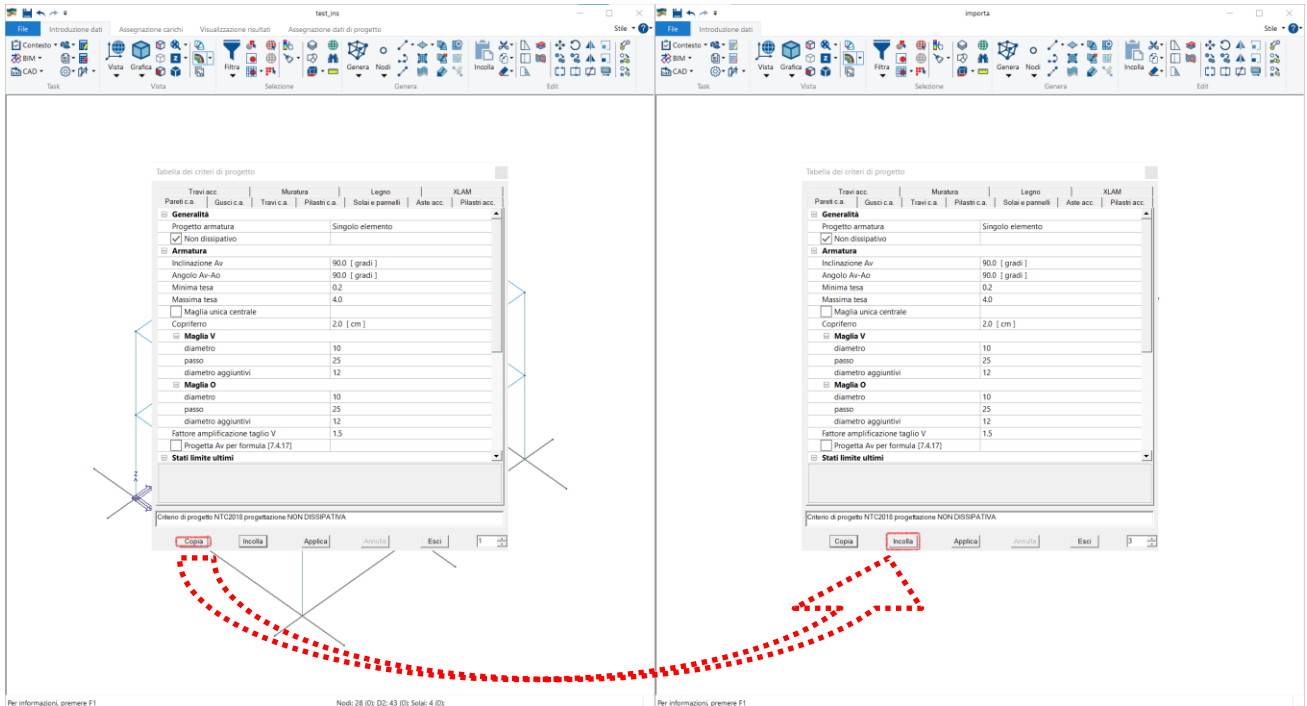 test_ins
File Introduzione dati Assegnazione carichi Visualizzazione risultati Assegnazione dati di progetto Stile
Contesto
BIM
CAD
Vista Grafica Filtra Genera Nodi Incolla
Task Vista Selezione Genera Edit
Tabella dei criteri di progetto
Travi acc. Muratura Legno XLAM
Pareti c.a. Gusci c.a. Travi c.a. Pilastri c.a. Solai e pannelli Aste acc. Pilastri acc.
Generalità
Progetto armatura Singolo elemento
Non dissipativo
Armatura
Inclinazione Av 90.0 [ gradi ]
Angolo Av-Ao 90.0 [ gradi ]
Minima tesa 0.2
Massima tesa 4.0
Maglia unica centrale
Copriferro 2.0 [ cm ]
Maglia V
diametro 10
passo 25
diametro aggiuntivi 12
Maglia O
diametro 10
passo 25
diametro aggiuntivi 12
Fattore amplificazione taglio V 1.5
Progetta Av per formula [7.4.17]
Stati limite ultimi
Z
Criterio di progetto NTC2018 progettazione NON DISSIPATIVA
Copia Incolla Applica Annulla Esci 1
Per informazioni, premere F1 Nodi: 28 (0); D2: 43 (0); Solai: 4 (0);
importa
File Introduzione dati Stile
Contesto
BIM
CAD
Vista Grafica Filtra Genera Nodi Incolla
Task Vista Selezione Genera Edit
Tabella dei criteri di progetto
Travi acc. Muratura Legno XLAM
Pareti c.a. Gusci c.a. Travi c.a. Pilastri c.a. Solai e pannelli Aste acc. Pilastri acc.
Generalità
Progetto armatura Singolo elemento
Non dissipativo
Armatura
Inclinazione Av 90.0 [ gradi ]
Angolo Av-Ao 90.0 [ gradi ]
Minima tesa 0.2
Massima tesa 4.0
Maglia unica centrale
Copriferro 2.0 [ cm ]
Maglia V
diametro 10
passo 25
diametro aggiuntivi 12
Maglia O
diametro 10
passo 25
diametro aggiuntivi 12
Fattore amplificazione taglio V 1.5
Progetta Av per formula [7.4.17]
Stati limite ultimi
Criterio di progetto NTC2018 progettazione NON DISSIPATIVA
Copia Incolla Applica Annulla Esci 3
Per informazioni, premere F1